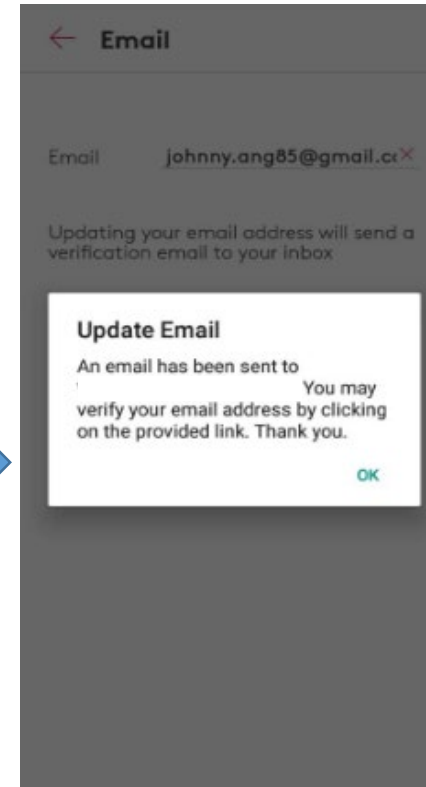 ← Email
Email johnny.ang85@gmail.c
Updating your email address will send a
verification email to your inbox
Update Email
An email has been sent to
You may
verify your email address by clicking
on the provided link. Thank you.
OK